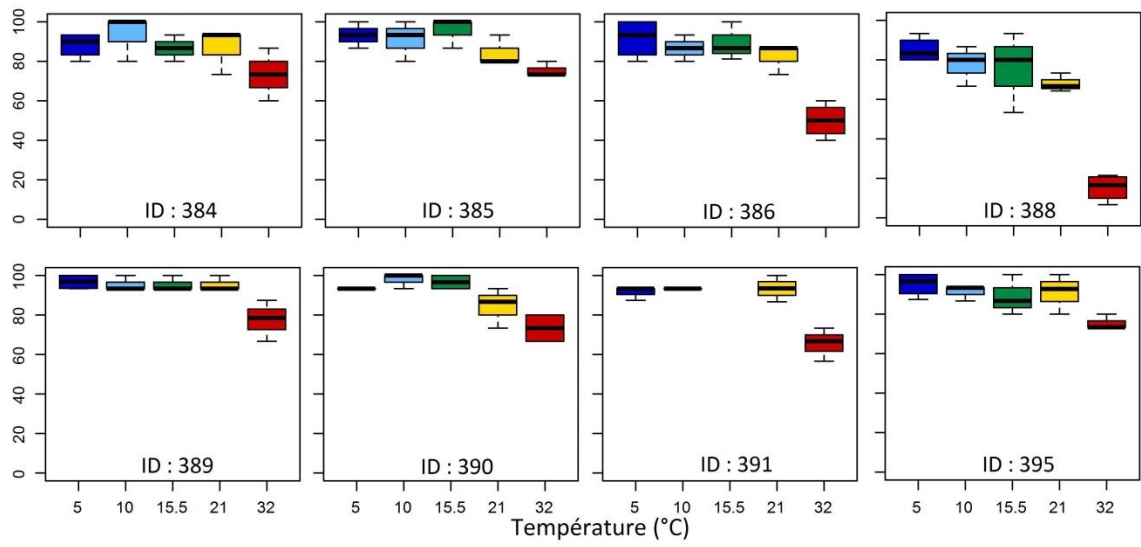 100
80
60
40
20
0
ID : 384
ID : 385
ID : 386
ID : 388
100
80
60
40
20
0
ID : 389
ID : 390
ID : 391
ID : 395
5 10 15.5 21 32
5 10 15.5 21 32
5 10 15.5 21 32
5 10 15.5 21 32
Température (°C)